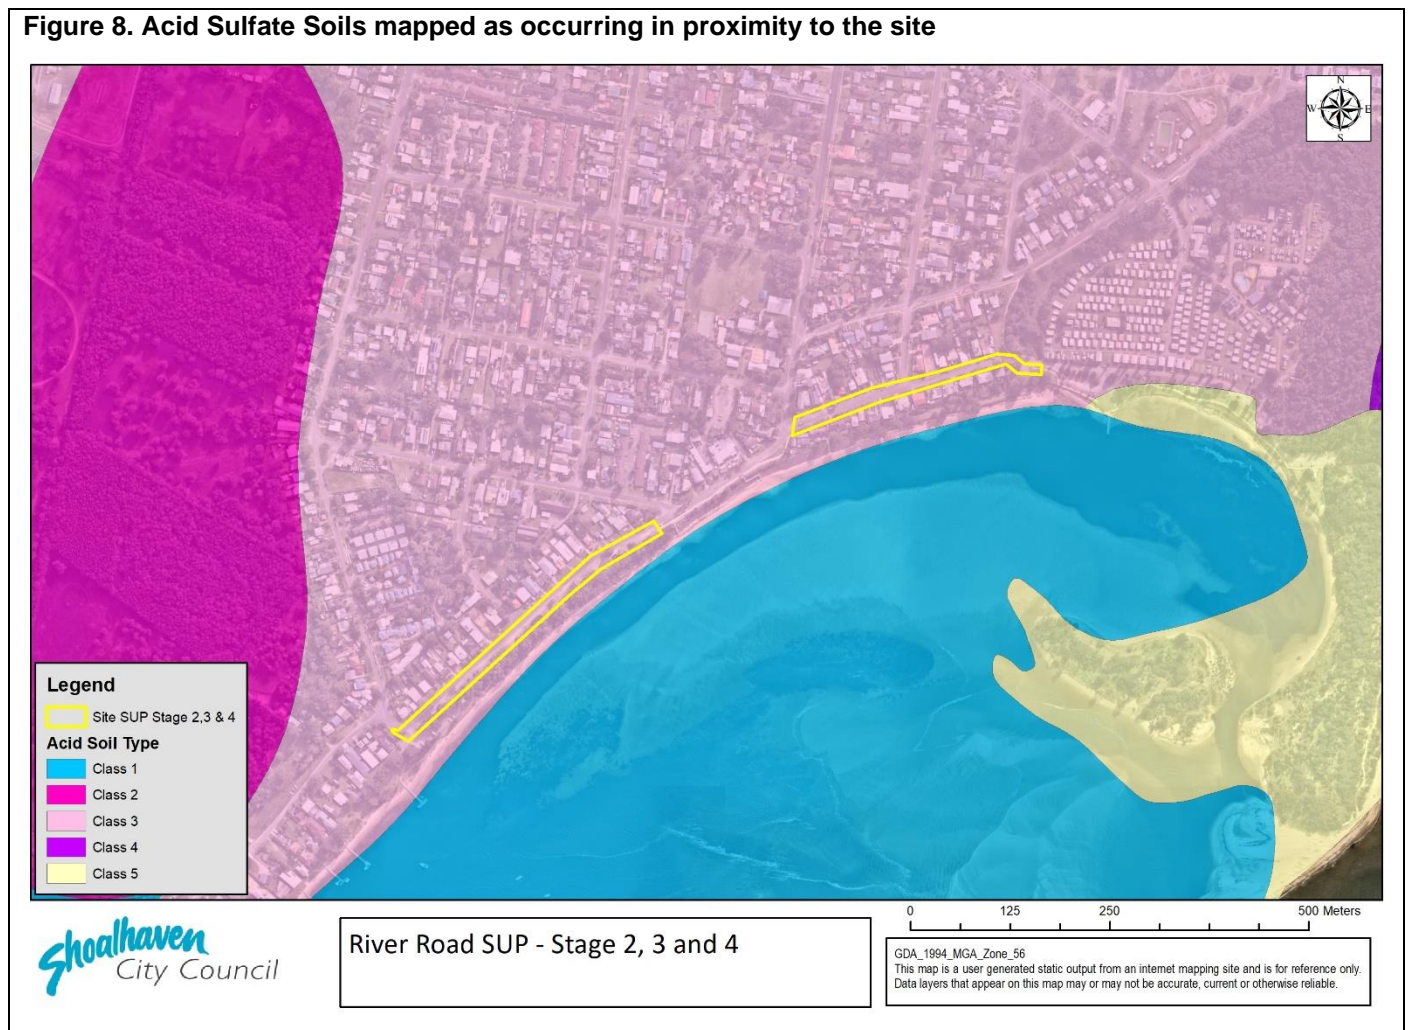 Figure 8. Acid Sulfate Soils mapped as occurring in proximity to the site
N
W E
S
Legend
Site SUP Stage 2,3 & 4
Acid Soil Type
Class 1
Class 2
Class 3
Class 4
Class 5
Shoalhaven
City Council
River Road SUP - Stage 2, 3 and 4
0 125 250 500 Meters
GDA_1994_MGA_Zone_56
This map is a user generated static output from an internet mapping site and is for reference only.
Data layers that appear on this map may or may not be accurate, current or otherwise reliable.